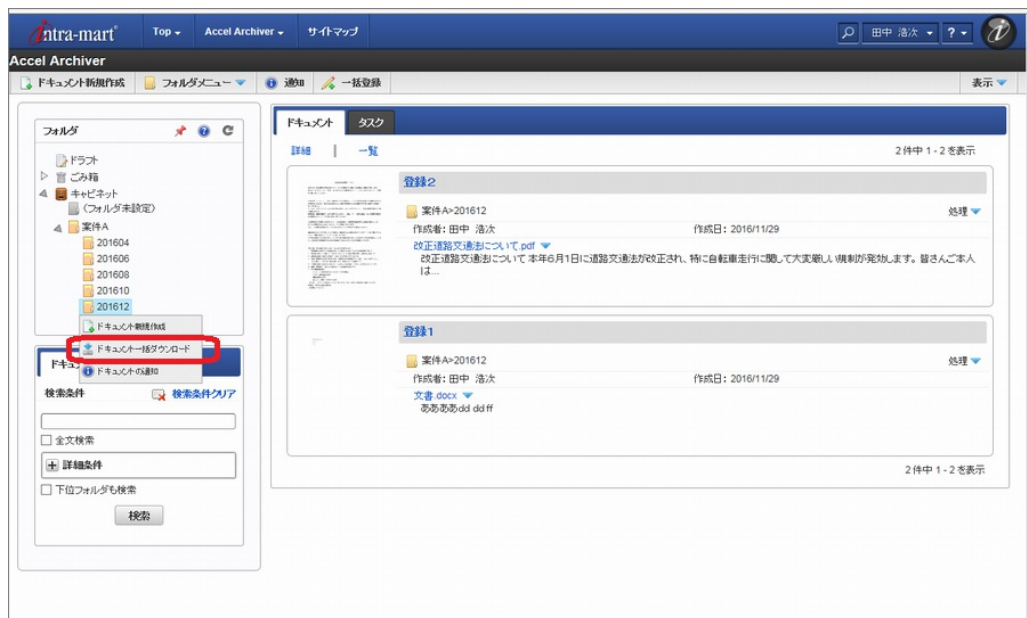 intra-mart
Top
Accel Archiver
サイトマップ
田中 浩次
?
Accel Archiver
ドキュメント新規作成
フォルダメニュー
通知
一括登録
表示
フォルダ
ドラフト
ごみ箱
キャビネット
(フォルダ未設定)
案件A
201604
201606
201608
201610
201612
ドキュメント新規作成
ドキュメント一括ダウンロード
ドキュメントの通知
検索条件
検索条件クリア
全文検索
詳細条件
下位フォルダも検索
検索
ドキュメント
タスク
詳細 | 一覧
2件中 1 - 2 を表示
登録2
案件A>201612
処理
作成者: 田中 浩次
作成日: 2016/11/29
改正道路交通法について.pdf
改正道路交通法について 本年6月1日に道路交通法が改正され、特に自転車走行に関して大変厳しい規制が発効します。皆さんご本人
は...
登録1
案件A>201612
処理
作成者: 田中 浩次
作成日: 2016/11/29
文書.docx
ああああdd dd ff
2件中 1 - 2 を表示